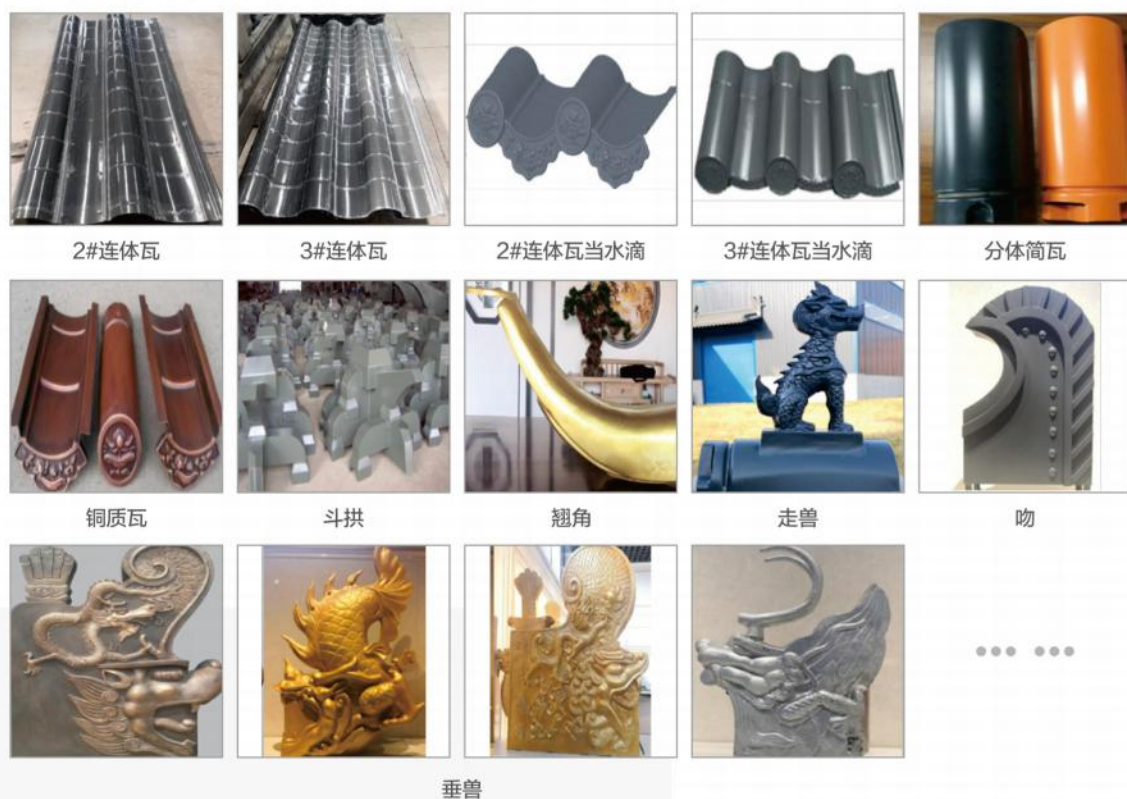 2#连体瓦
3#连体瓦
2#连体瓦当水滴
3#连体瓦当水滴
分体简瓦
铜质瓦
斗拱
翘角
走兽
吻
••• •••
垂兽